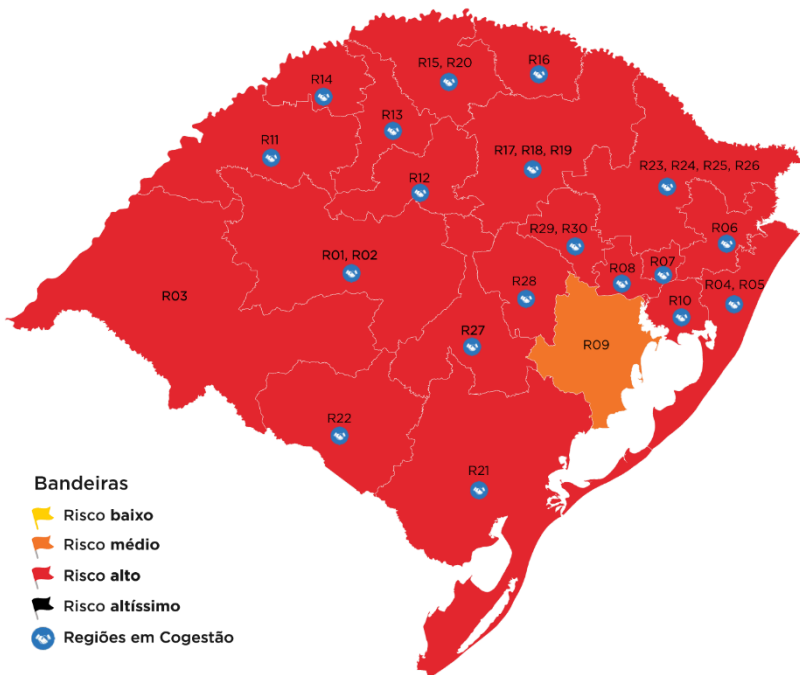 R16
R15, R20
R14
R13
R11
R17, R18, R19
R23, R24, R25, R26
R12
R06
R29, R30
R01, R02
R08
R07
R28
R04, R05
R03
R10
R27
R09
R22
R21
Bandeiras
Risco baixo
Risco médio
Risco alto
Risco altíssimo
Regiões em Cogestão